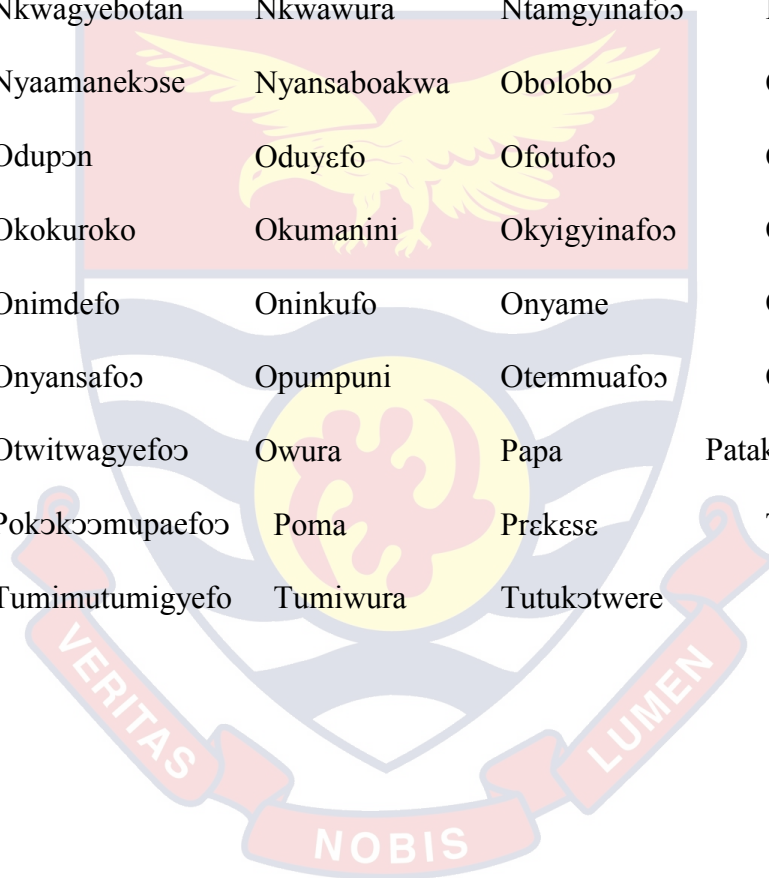 Nkwagyebotan Nkwawura Ntamgyinafoɔ
Nyaamanekɔse Nyansaboakwa Obolobo
Odupɔn Oduyɛfo Ofotufoɔ
Okokuroko Okumanini Okyigyinafoɔ
Onimdefo Oninkufo Onyame
Onyansafoɔ Opumpuni Otemmuafoɔ
Otwitwagyefoɔ Owura Papa Patak
Pokɔkɔɔmupaefoɔ Poma Prɛkɛsɛ
Tumimutumigyefo Tumiwura Tutukɔtwere
VERITAS NOBIS LUMEN